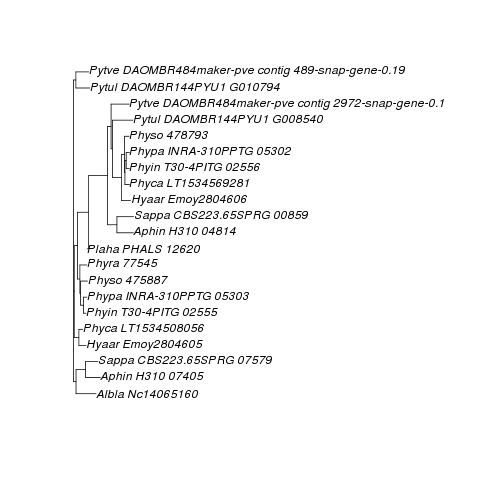 Pytve DAOMBR484maker-pve contig 489-snap-gene-0.19
Pytul DAOMBR144PYU1 G010794
Pytve DAOMBR484maker-pve contig 2972-snap-gene-0.1
Pytul DAOMBR144PYU1 G008540
Physo 478793
Phypa INRA-310PPTG 05302
Phyin T30-4PITG 02556
Phyca LT1534569281
Hyaar Emoy2804606
Sappa CBS223.65SPRG 00859
Aphin H310 04814
Plaha PHALS 12620
Phyra 77545
Physo 475887
Phypa INRA-310PPTG 05303
Phyin T30-4PITG 02555
Phyca LT1534508056
Hyaar Emoy2804605
Sappa CBS223.65SPRG 07579
Aphin H310 07405
Albla Nc14065160